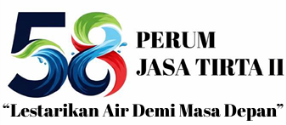 58 PERUM
JASA TIRTA II
“Lestarikan Air Demi Masa Depan”